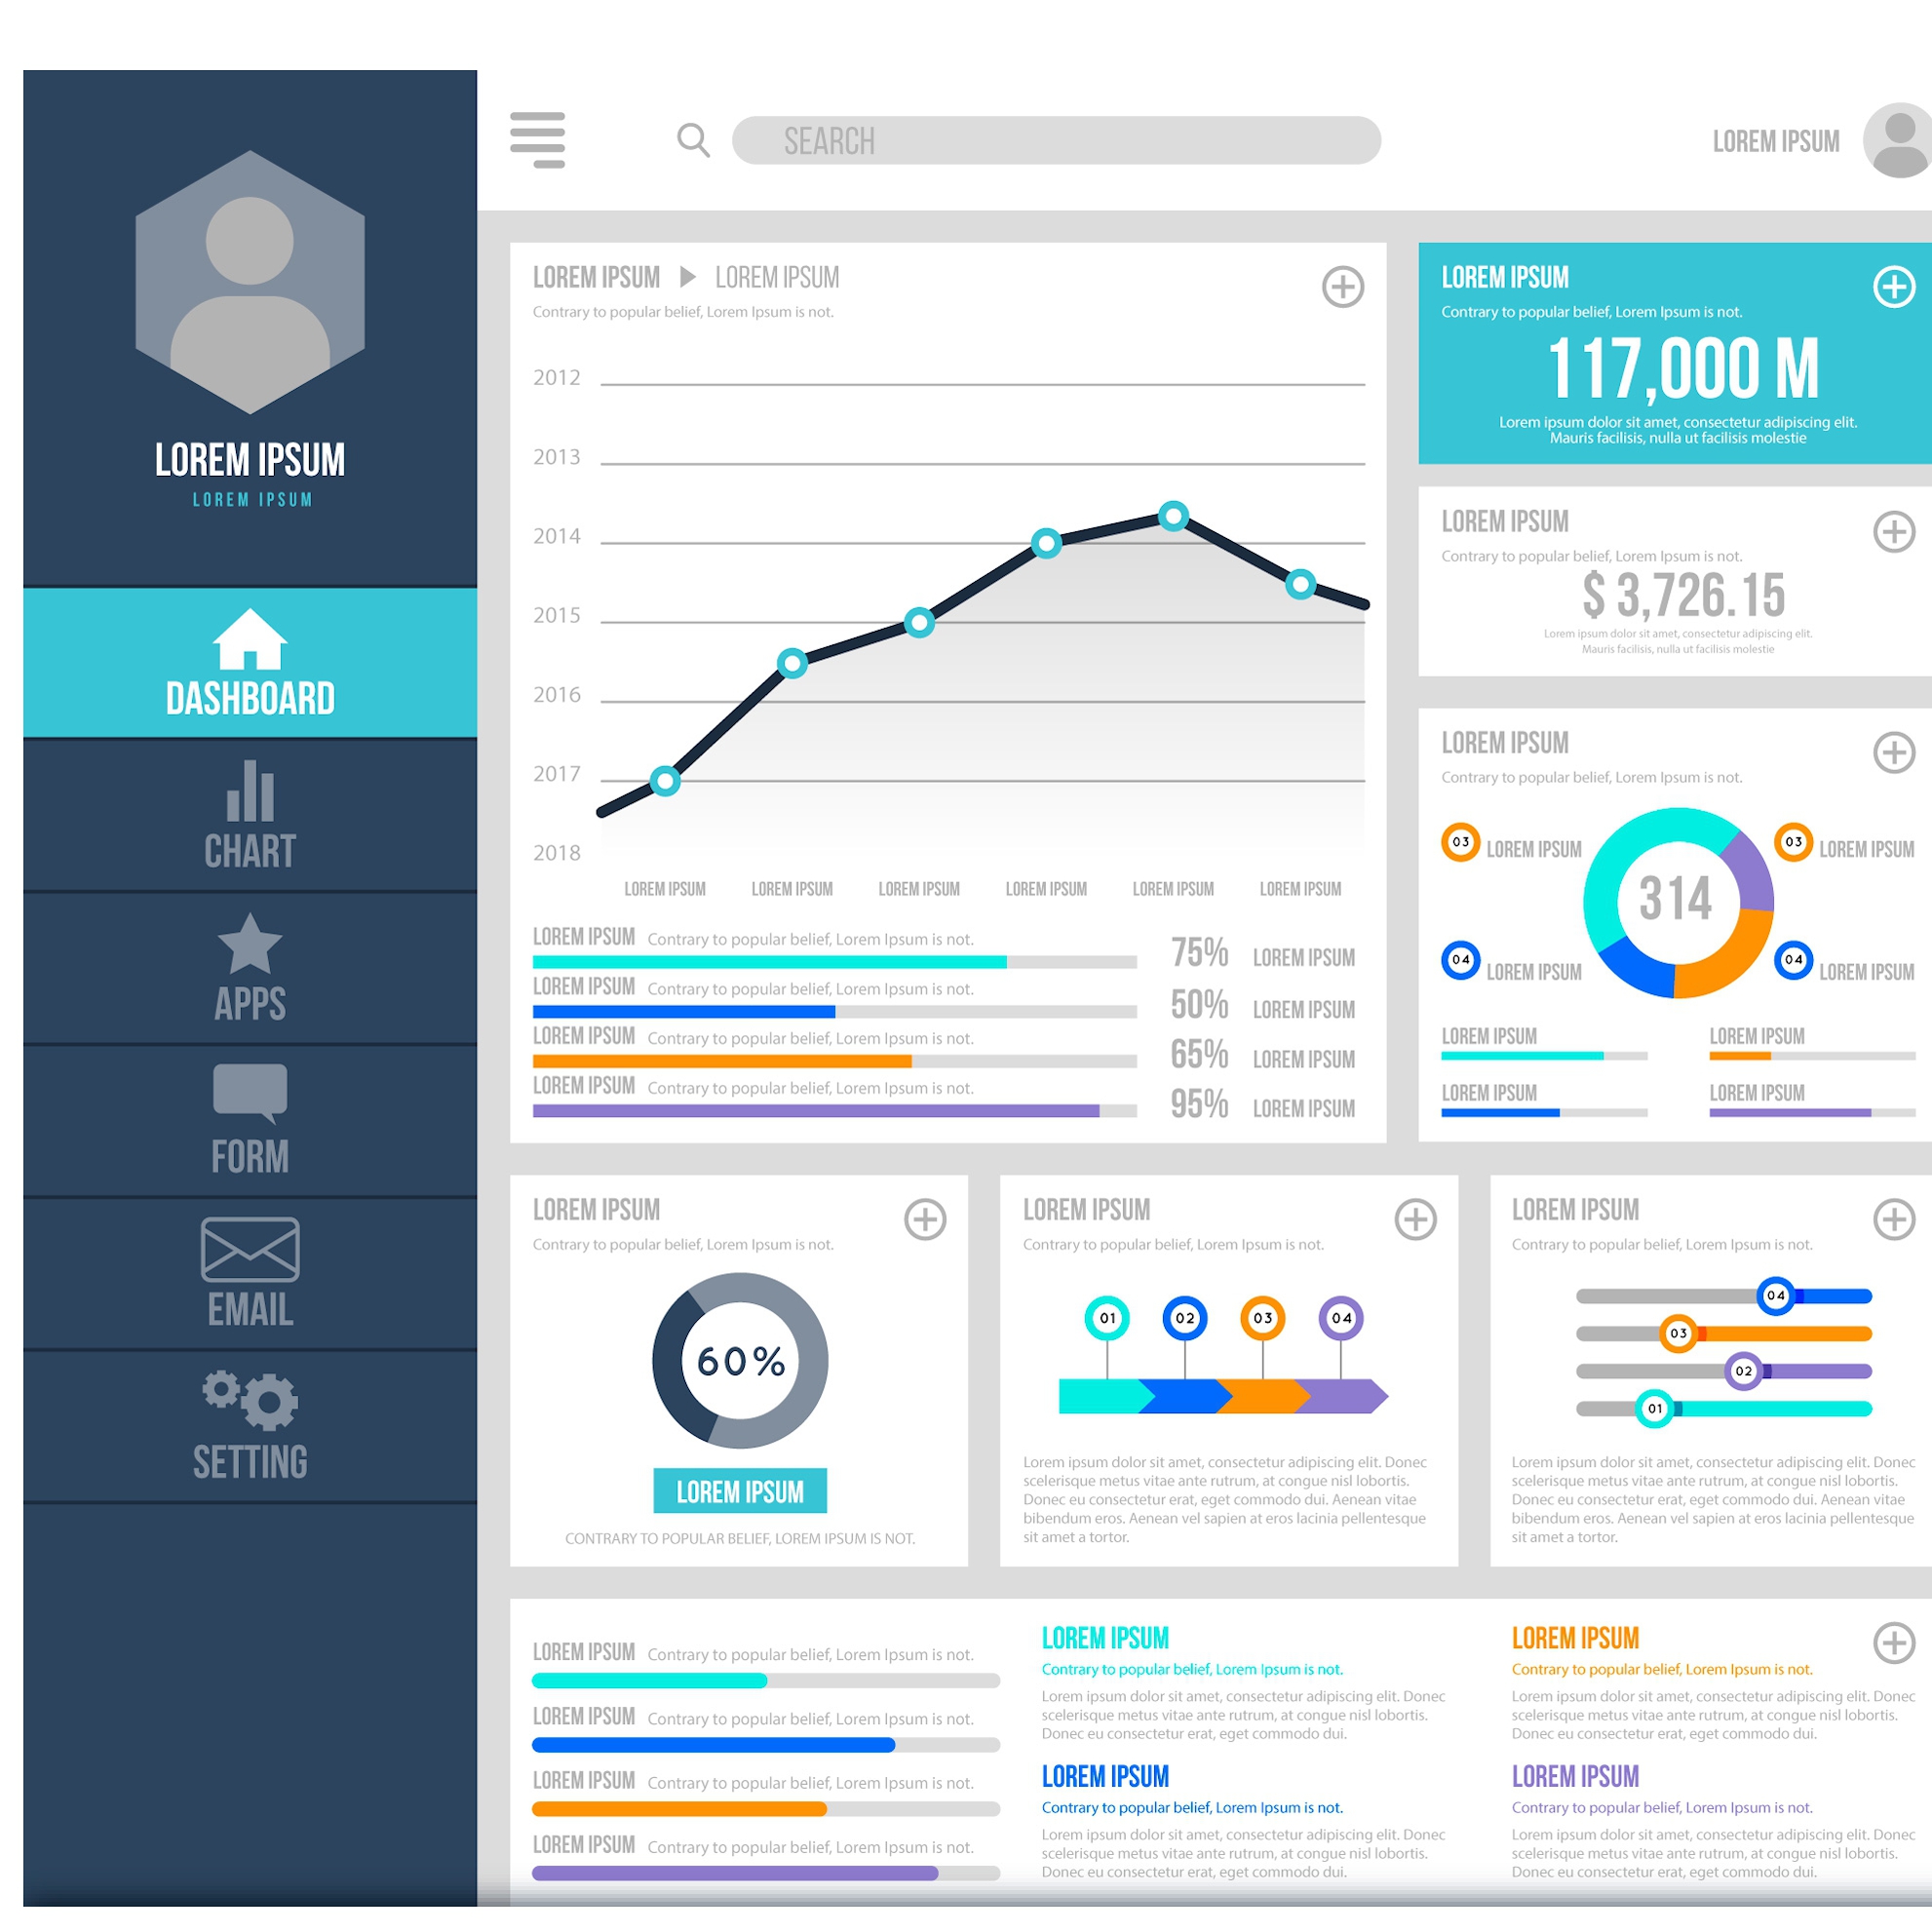 LOREM IPSUM
LOREM IPSUM
DASHBOARD
CHART
APPS
FORM
EMAIL
SETTING
SEARCH
LOREM IPSUM
LOREM IPSUM LOREM IPSUM
Contrary to popular belief, Lorem Ipsum is not.
2012
2013
2014
2015
2016
2017
2018
LOREM IPSUM LOREM IPSUM LOREM IPSUM LOREM IPSUM LOREM IPSUM LOREM IPSUM
LOREM IPSUM Contrary to popular belief, Lorem Ipsum is not. 75% LOREM IPSUM
LOREM IPSUM Contrary to popular belief, Lorem Ipsum is not. 50% LOREM IPSUM
LOREM IPSUM Contrary to popular belief, Lorem Ipsum is not. 65% LOREM IPSUM
LOREM IPSUM Contrary to popular belief, Lorem Ipsum is not. 95% LOREM IPSUM
LOREM IPSUM
Contrary to popular belief, Lorem Ipsum is not.
117,000 M
Lorem ipsum dolor sit amet, consectetur adipiscing elit.
Mauris facilisis, nulla ut facilisis molestie
LOREM IPSUM
Contrary to popular belief, Lorem Ipsum is not.
$ 3,726.15
Lorem ipsum dolor sit amet, consectetur adipiscing elit.
Mauris facilisis, nulla ut facilisis molestie
LOREM IPSUM
Contrary to popular belief, Lorem Ipsum is not.
03 LOREM IPSUM 03 LOREM IPSUM
314
04 LOREM IPSUM 04 LOREM IPSUM
LOREM IPSUM LOREM IPSUM
LOREM IPSUM LOREM IPSUM
LOREM IPSUM
Contrary to popular belief, Lorem Ipsum is not.
60%
LOREM IPSUM
CONTRARY TO POPULAR BELIEF, LOREM IPSUM IS NOT.
LOREM IPSUM
Contrary to popular belief, Lorem Ipsum is not.
01 02 03 04
Lorem ipsum dolor sit amet, consectetur adipiscing elit. Donec
scelerisque metus vitae ante rutrum, at congue nisl lobortis.
Donec eu consectetur erat, eget commodo dui. Aenean vitae
bibendum eros. Aenean vel sapien at eros lacinia pellentesque
sit amet a tortor.
LOREM IPSUM
Contrary to popular belief, Lorem Ipsum is not.
04
03
02
01
Lorem ipsum dolor sit amet, consectetur adipiscing elit. Donec
scelerisque metus vitae ante rutrum, at congue nisl lobortis.
Donec eu consectetur erat, eget commodo dui. Aenean vitae
bibendum eros. Aenean vel sapien at eros lacinia pellentesque
sit amet a tortor.
LOREM IPSUM Contrary to popular belief, Lorem Ipsum is not.
LOREM IPSUM Contrary to popular belief, Lorem Ipsum is not.
LOREM IPSUM Contrary to popular belief, Lorem Ipsum is not.
LOREM IPSUM Contrary to popular belief, Lorem Ipsum is not.
LOREM IPSUM
Contrary to popular belief, Lorem Ipsum is not.
Lorem ipsum dolor sit amet, consectetur adipiscing elit. Donec
scelerisque metus vitae ante rutrum, at congue nisl lobortis.
Donec eu consectetur erat, eget commodo dui.
LOREM IPSUM
Contrary to popular belief, Lorem Ipsum is not.
Lorem ipsum dolor sit amet, consectetur adipiscing elit. Donec
scelerisque metus vitae ante rutrum, at congue nisl lobortis.
Donec eu consectetur erat, eget commodo dui.
LOREM IPSUM
Contrary to popular belief, Lorem Ipsum is not.
Lorem ipsum dolor sit amet, consectetur adipiscing elit. Donec
scelerisque metus vitae ante rutrum, at congue nisl lobortis.
Donec eu consectetur erat, eget commodo dui.
LOREM IPSUM
Contrary to popular belief, Lorem Ipsum is not.
Lorem ipsum dolor sit amet, consectetur adipiscing elit. Donec
scelerisque metus vitae ante rutrum, at congue nisl lobortis.
Donec eu consectetur erat, eget commodo dui.